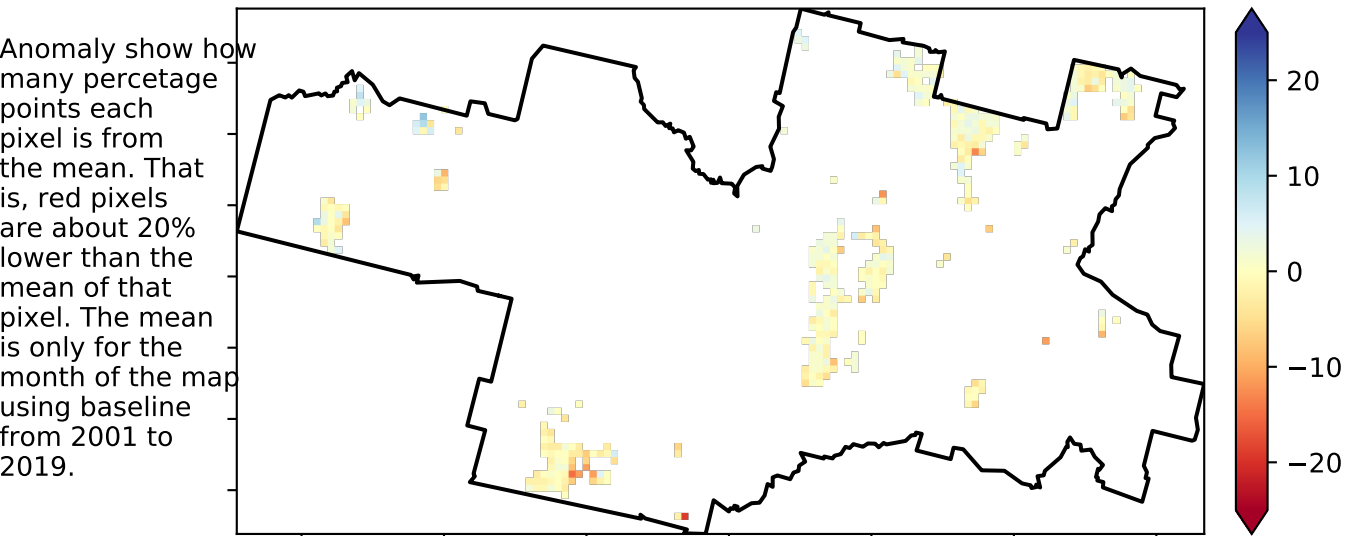 Anomaly show how
many percetage
points each
pixel is from
the mean. That
is, red pixels
are about 20%
lower than the
mean of that
pixel. The mean
is only for the
month of the map
using baseline
from 2001 to
2019.
20
10
0
−10
−20